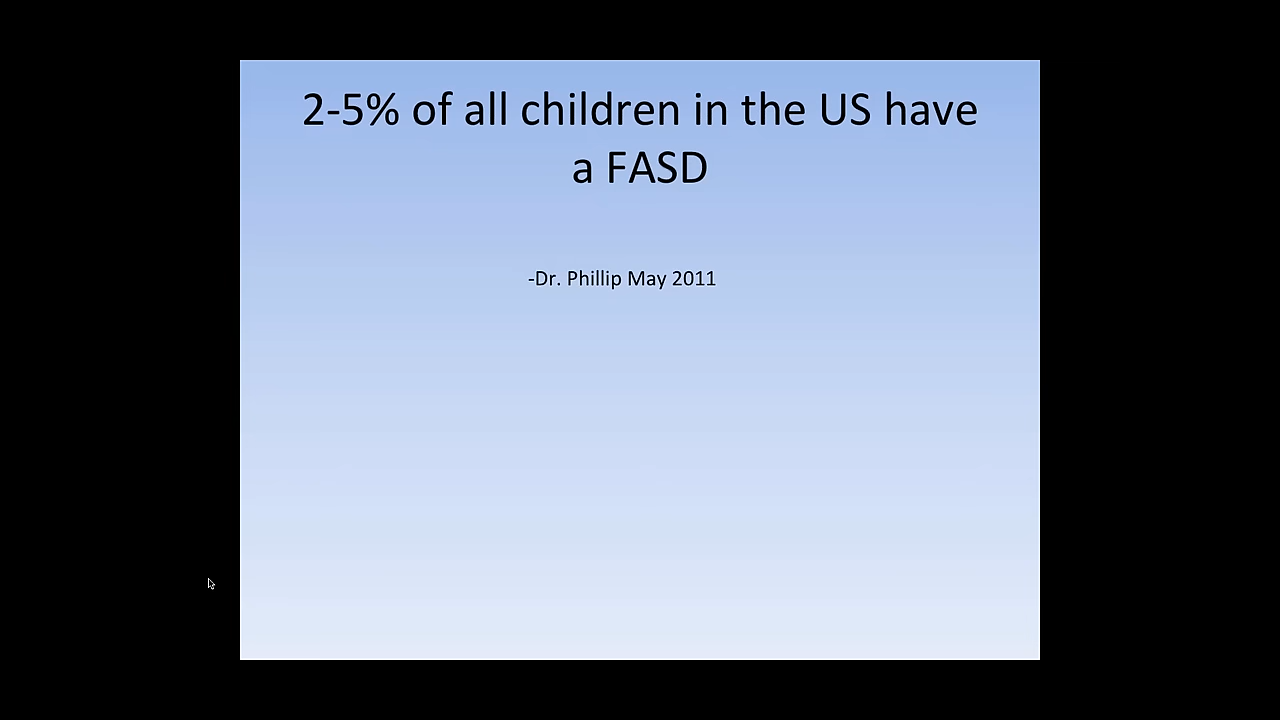 2-5% of all children in the US have
a FASD
-Dr. Phillip May 2011